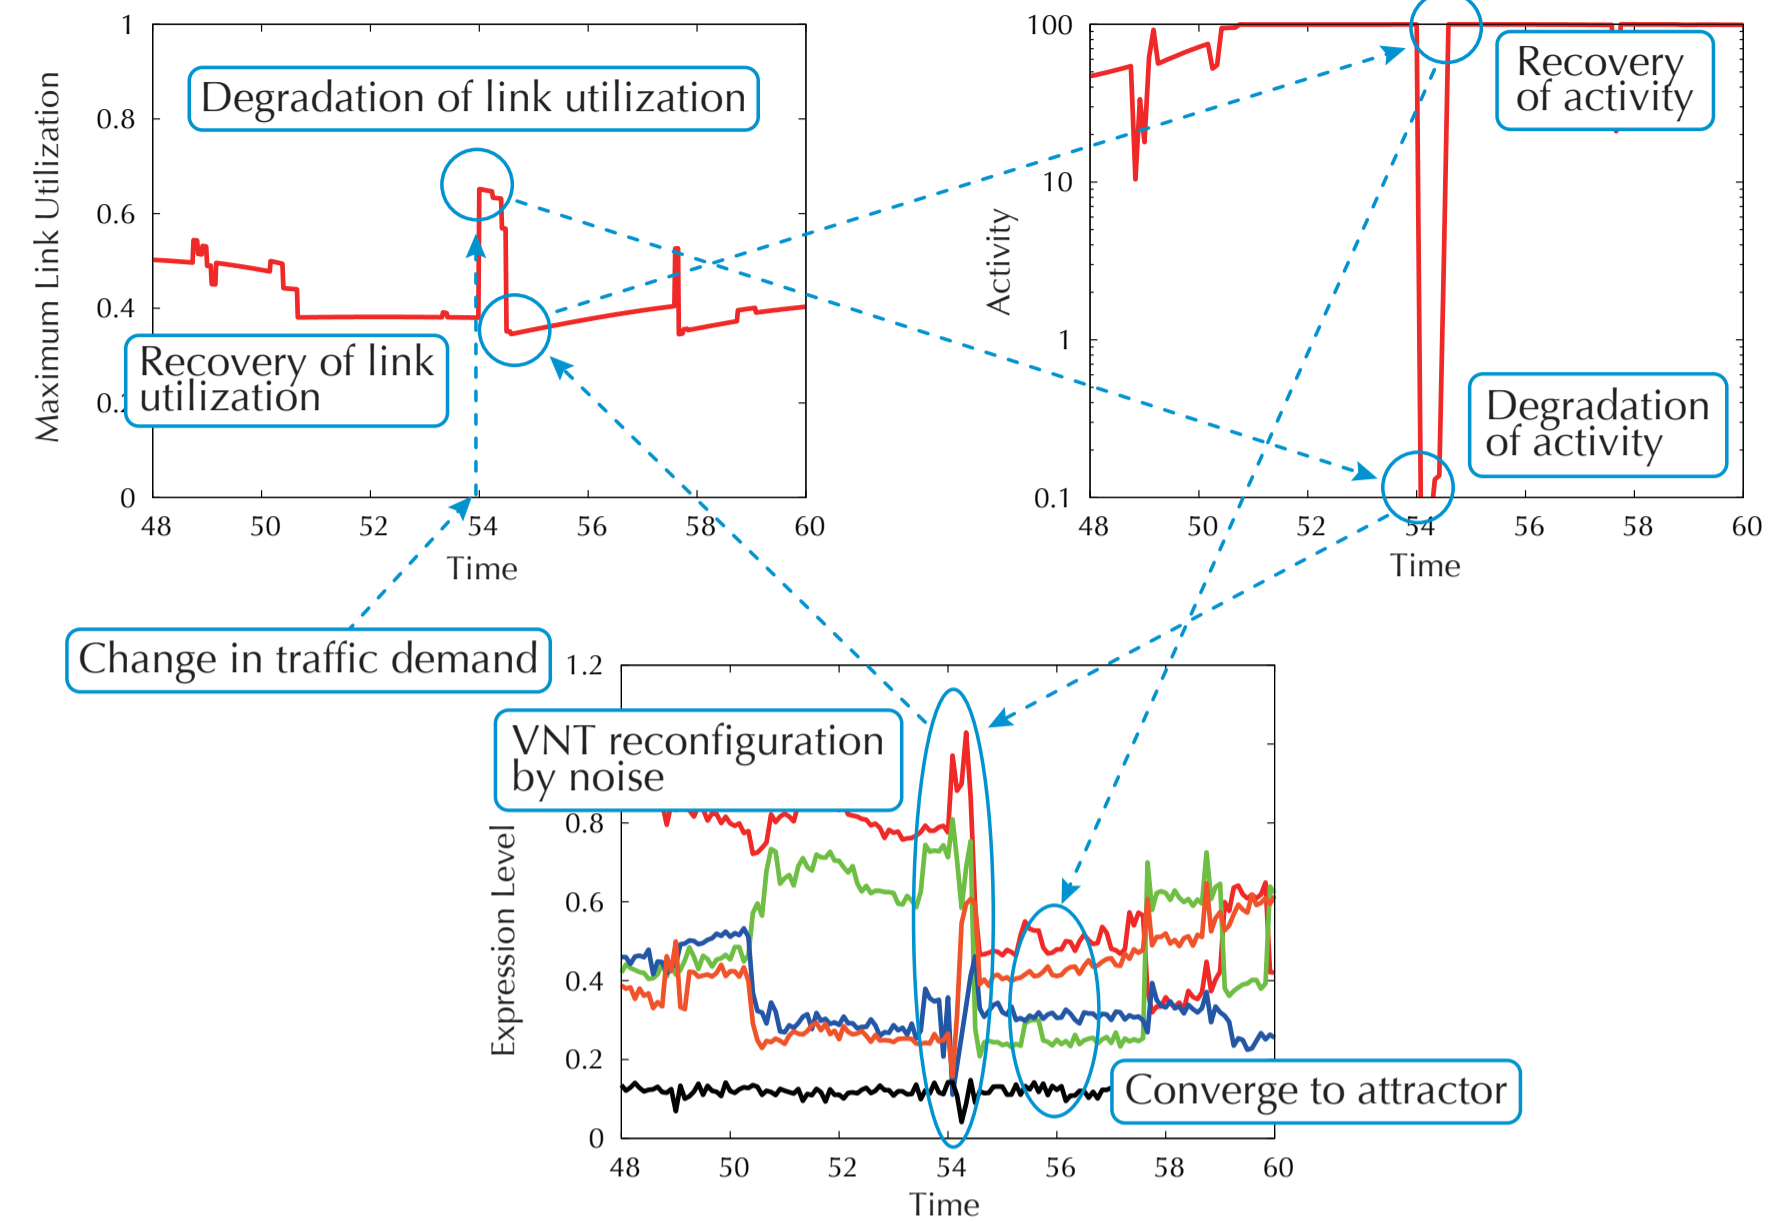 1
0.8
0.6
0.4
0.
0
Maximum Link Utilization
48 50 52 54 56 58 60
Time
Degradation of link utilization
Recovery of link
utilization
Change in traffic demand
100
10
1
0.1
Activity
48 50 52 54 56 58 60
Time
Recovery
of activity
Degradation
of activity
1.2
0.8
0.6
0.4
0.2
0
Expression Level
48 50 52 54 56 58 60
Time
VNT reconfiguration
by noise
Converge to attractor